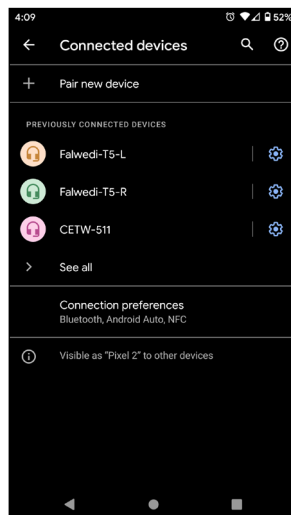 4:09
52%
Connected devices
Pair new device
PREVIOUSLY CONNECTED DEVICES
Falwedi-T5-L
Falwedi-T5-R
CETW-511
See all
Connection preferences
Bluetooth, Android Auto, NFC
Visible as "Pixel 2" to other devices